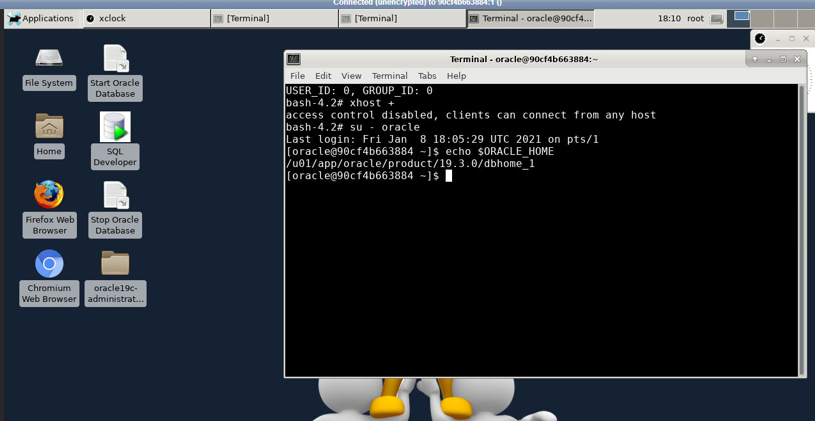 Connected (unencrypted) to 90cf4b663884:1 ()
Applications
xclock
[Terminal]
[Terminal]
Terminal - oracle@90cf4...
18:10
root
File System
Start Oracle
Database
Home
SQL
Developer
Firefox Web
Browser
Stop Oracle
Database
Chromium
Web Browser
oracle19c-
administrat...
Terminal - oracle@90cf4b663884:~
File Edit View Terminal Tabs Help
USER_ID: 0, GROUP_ID: 0
bash-4.2# xhost +
access control disabled, clients can connect from any host
bash-4.2# su - oracle
Last login: Fri Jan  8 18:05:29 UTC 2021 on pts/1
[oracle@90cf4b663884 ~]$ echo $ORACLE_HOME
/u01/app/oracle/product/19.3.0/dbhome_1
[oracle@90cf4b663884 ~]$